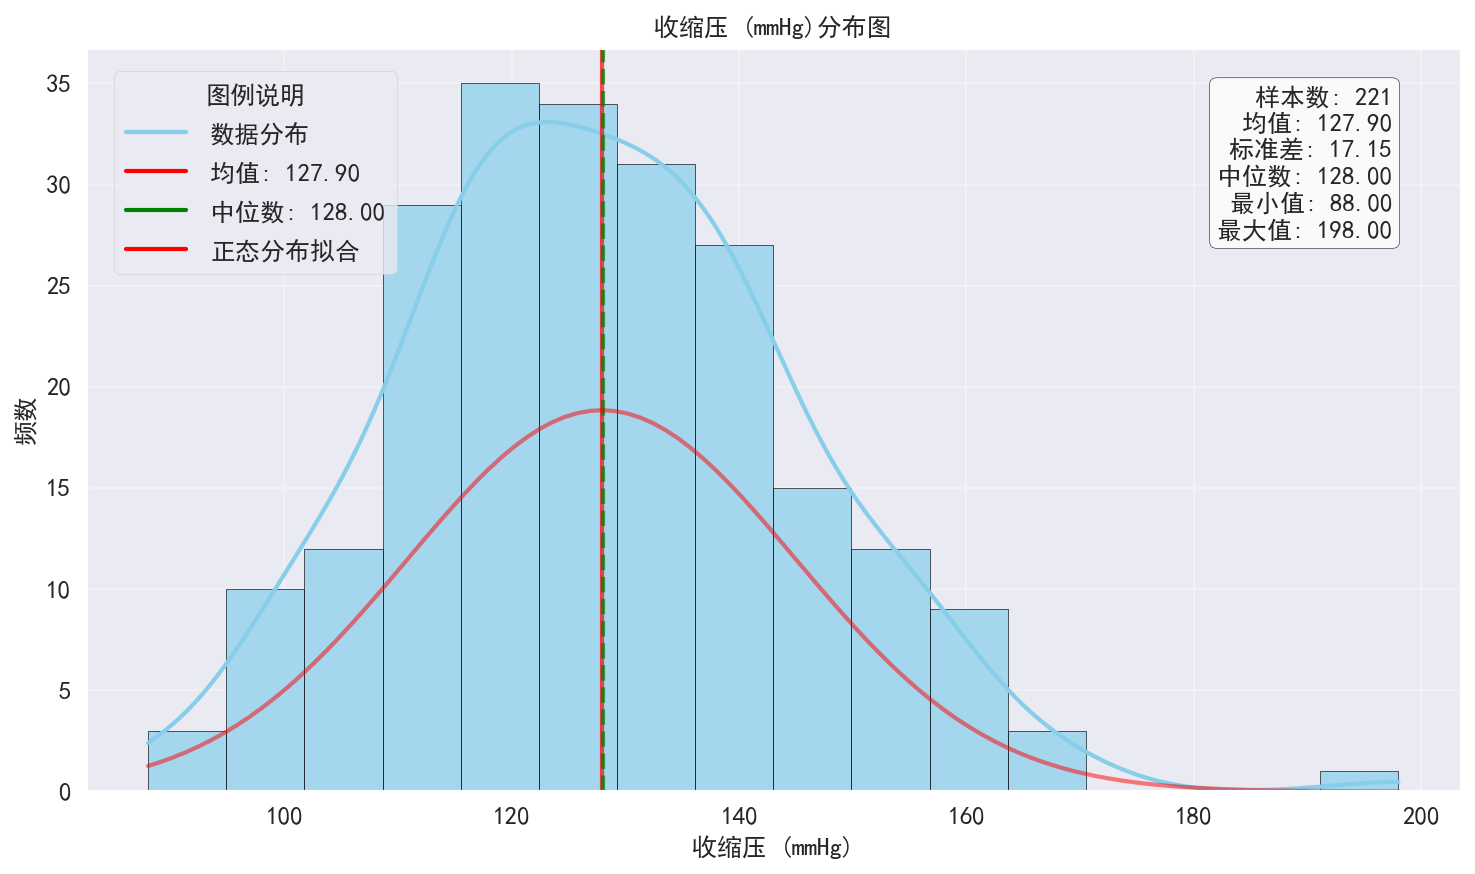 收缩压 (mmHg)分布图
图例说明
数据分布
均值: 127.90
中位数: 128.00
正态分布拟合
样本数: 221
均值: 127.90
标准差: 17.15
中位数: 128.00
最小值: 88.00
最大值: 198.00
频数
35
30
25
20
15
10
5
0
100 120 140 160 180 200
收缩压 (mmHg)